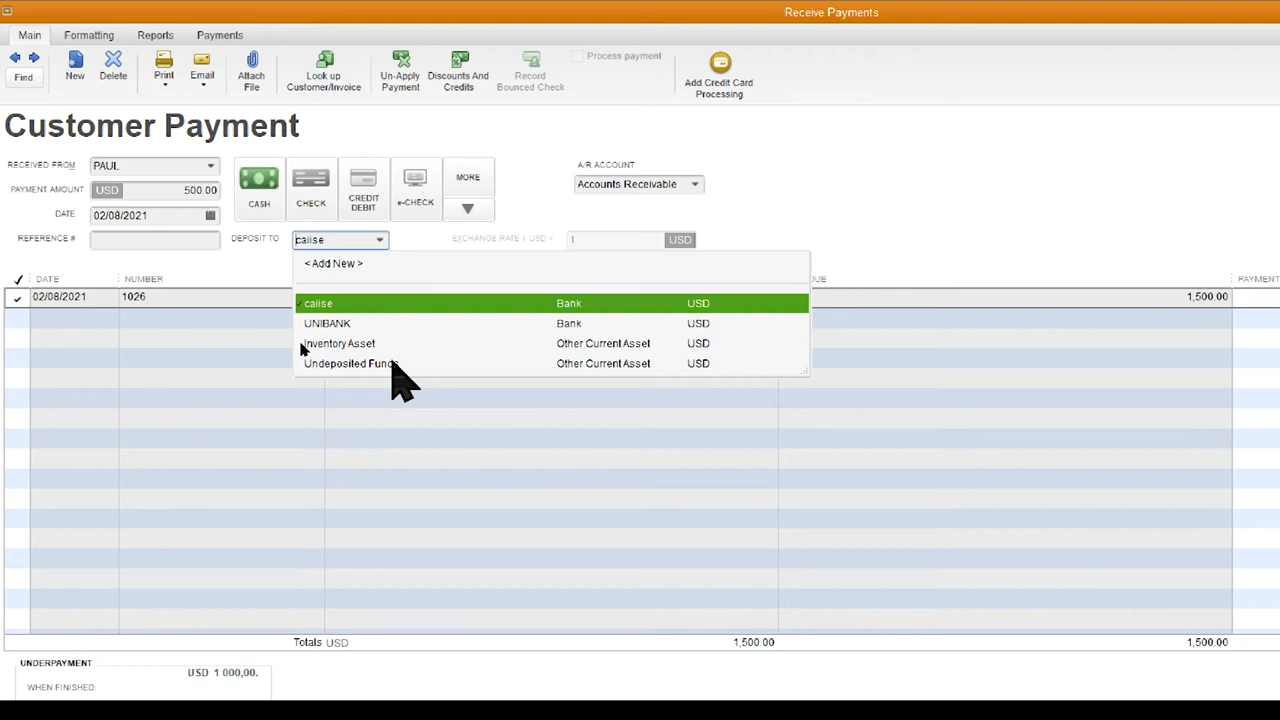 Receive Payments
Main Formatting Reports Payments
Find New Delete Print Email Attach File Look up Customer/Invoice Un-Apply Payment Discounts And Credits Record Bounced Check Process payment Add Credit Card Processing
Customer Payment
RECEIVED FROM PAUL
PAYMENT AMOUNT USD 500.00
DATE 02/08/2021
REFERENCE #
CASH CHECK CREDIT DEBIT e-CHECK MORE
A/R ACCOUNT
Accounts Receivable
DEPOSIT TO caiise EXCHANGE RATE 1 USD = 1 USD
< Add New >
caiise Bank USD
UNIBANK Bank USD
Inventory Asset Other Current Asset USD
Undeposited Funds Other Current Asset USD
DATE NUMBER DUE PAYMENT
02/08/2021 1026 1,500.00
Totals USD 1,500.00 1,500.00
UNDERPAYMENT
USD 1 000,00.
WHEN FINISHED: